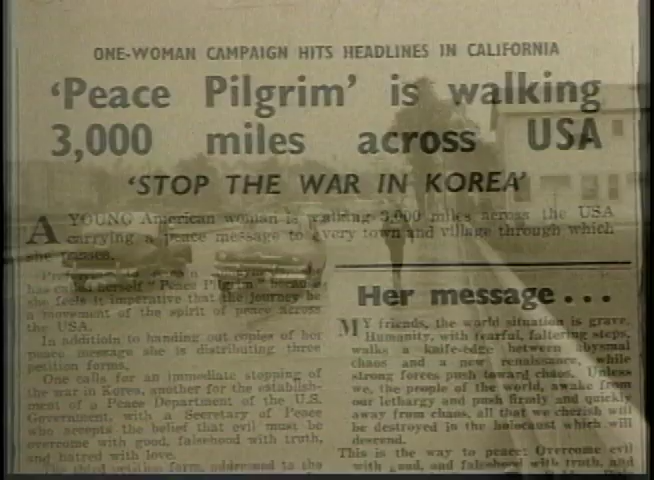 ONE-WOMAN CAMPAIGN HITS HEADLINES IN CALIFORNIA
'Peace Pilgrim' is walking
3,000 miles across USA
'STOP THE WAR IN KOREA'
A YOUNG American woman is walking 3,000 miles across the USA
carrying a peace message to every town and village through which
she passes.
has called herself "Peace Pilgrim" because
she feels it imperative that the journey be
a movement of the spirit of peace across
the USA.
In additioln to handing out copies of her
peace message she is distributing three
petition forms.
One calls for an immediate stopping of
the war in Korea, another for the establish-
ment of a Peace Department of the U.S.
Government, with a Secretary of Peace
who accepts the belief that evil must be
overcome with good, falsehood with truth,
and hatred with love.
The third petition form, addressed to the
Her message...
MY friends, the world situation is grave.
Humanity, with fearful, faltering steps,
walks a knife-edge between abysmal
chaos and a new renaissance, while
strong forces push toward chaos. Unless
we, the people of the world, awake from
our lethargy and push firmly and quickly
away from chaos, all that we cherish will
be destroyed in the holocaust which will
descend.
This is the way to peace: Overcome evil
with good, and falsehood with truth, and